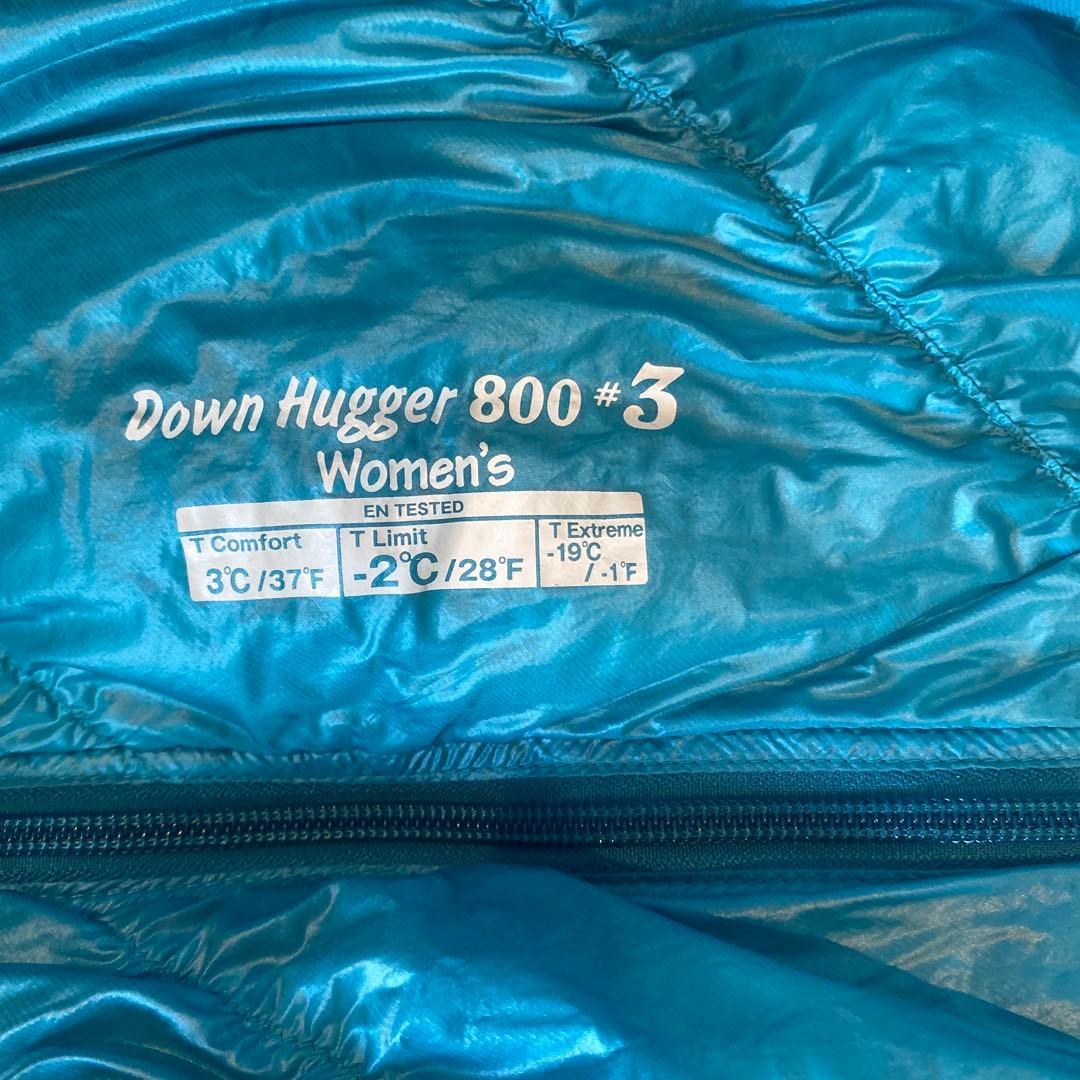 Down Hugger 800 #3
Women's
EN TESTED
T Comfort
3℃/37°F
T Limit
-2℃/28°F
T Extreme
-19℃
/ -1°F